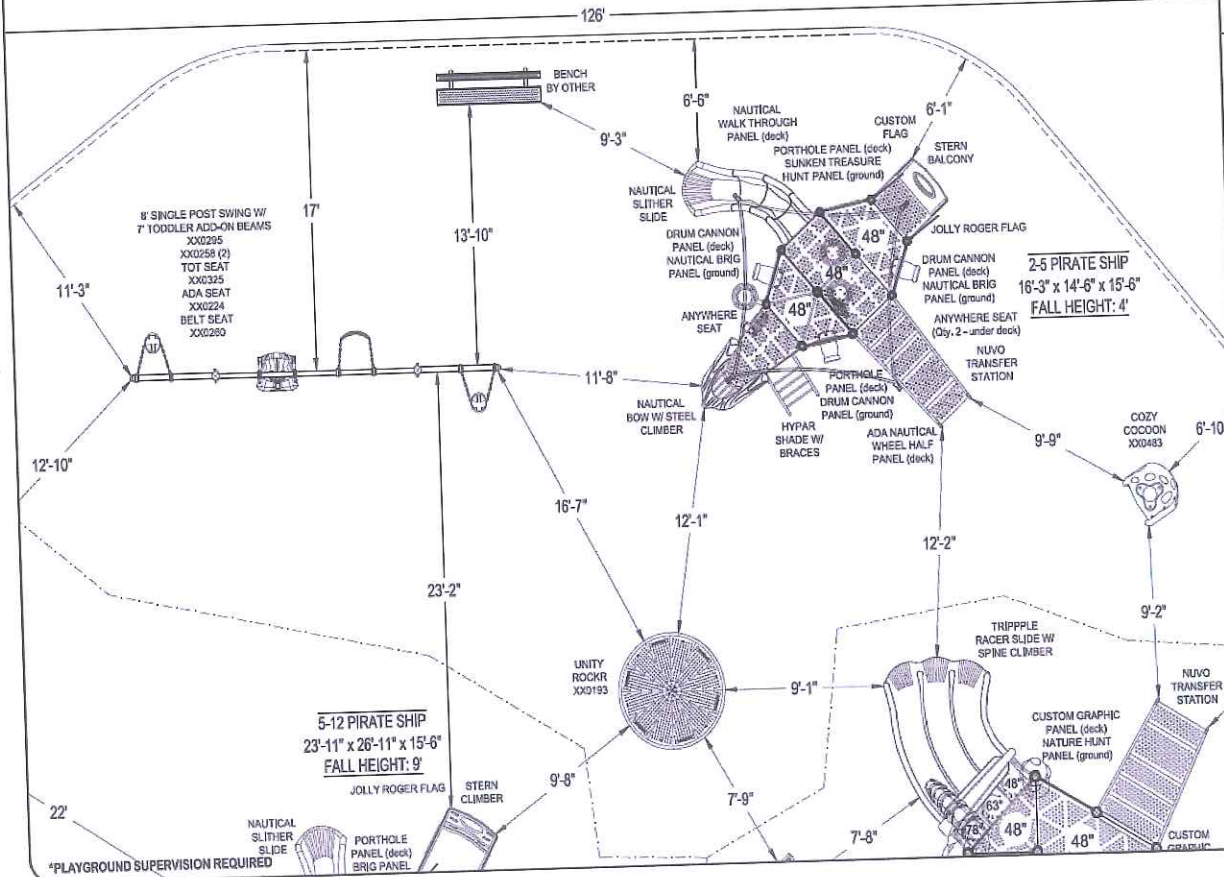 126'
BENCH
BY OTHER
6'-6"
NAUTICAL
WALK THROUGH
PANEL (deck)
CUSTOM
FLAG
6'-1"
9'-3"
PORTHOLE PANEL (deck)
SUNKEN TREASURE
HUNT PANEL (ground)
STERN
BALCONY
8' SINGLE POST SWING W/
7' TODDLER ADD-ON BEAMS
XX0295
XX0258 (2)
TOT SEAT
XX0325
ADA SEAT
XX0224
BELT SEAT
XX0260
17'
13'-10"
NAUTICAL
SLITHER
SLIDE
DRUM CANNON
PANEL (deck)
NAUTICAL BRIG
PANEL (ground)
48"
48"
48"
JOLLY ROGER FLAG
DRUM CANNON
PANEL (deck)
NAUTICAL BRIG
PANEL (ground)
2-5 PIRATE SHIP
16'-3" x 14'-6" x 15'-6"
FALL HEIGHT: 4'
11'-3"
ANYWHERE
SEAT
ANYWHERE SEAT
(Qty. 2 - under deck)
NUVO
TRANSFER
STATION
11'-8"
NAUTICAL
BOW W/ STEEL
CLIMBER
HYPAR
SHADE W/
BRACES
PORTHOLE
PANEL (deck)
DRUM CANNON
PANEL (ground)
ADA NAUTICAL
WHEEL HALF
PANEL (deck)
9'-9"
COZY
COCOON
XX0483
6'-10
12'-10"
16'-7"
12'-1"
12'-2"
23'-2"
9'-2"
UNITY
ROCKR
XX0193
9'-1"
TRIPPPLE
RACER SLIDE W/
SPINE CLIMBER
NUVO
TRANSFER
STATION
5-12 PIRATE SHIP
23'-11" x 26'-11" x 15'-6"
FALL HEIGHT: 9'
CUSTOM GRAPHIC
PANEL (deck)
NATURE HUNT
PANEL (ground)
JOLLY ROGER FLAG
STERN
CLIMBER
9'-8"
7'-9"
7'-8"
48"
63"
78"
48"
48"
22'
NAUTICAL
SLITHER
SLIDE
PORTHOLE
PANEL (deck)
BRIG PANEL
CUSTOM
GRAPHIC
*PLAYGROUND SUPERVISION REQUIRED